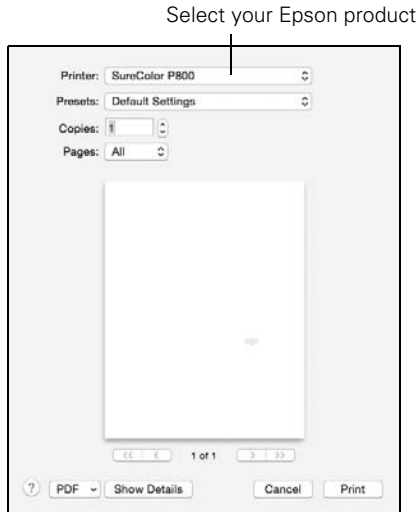 Select your Epson product
Printer: SureColor P800
Presets: Default Settings
Copies: 1
Pages: All
<< < 1 of 1 > >>
? PDF Show Details Cancel Print